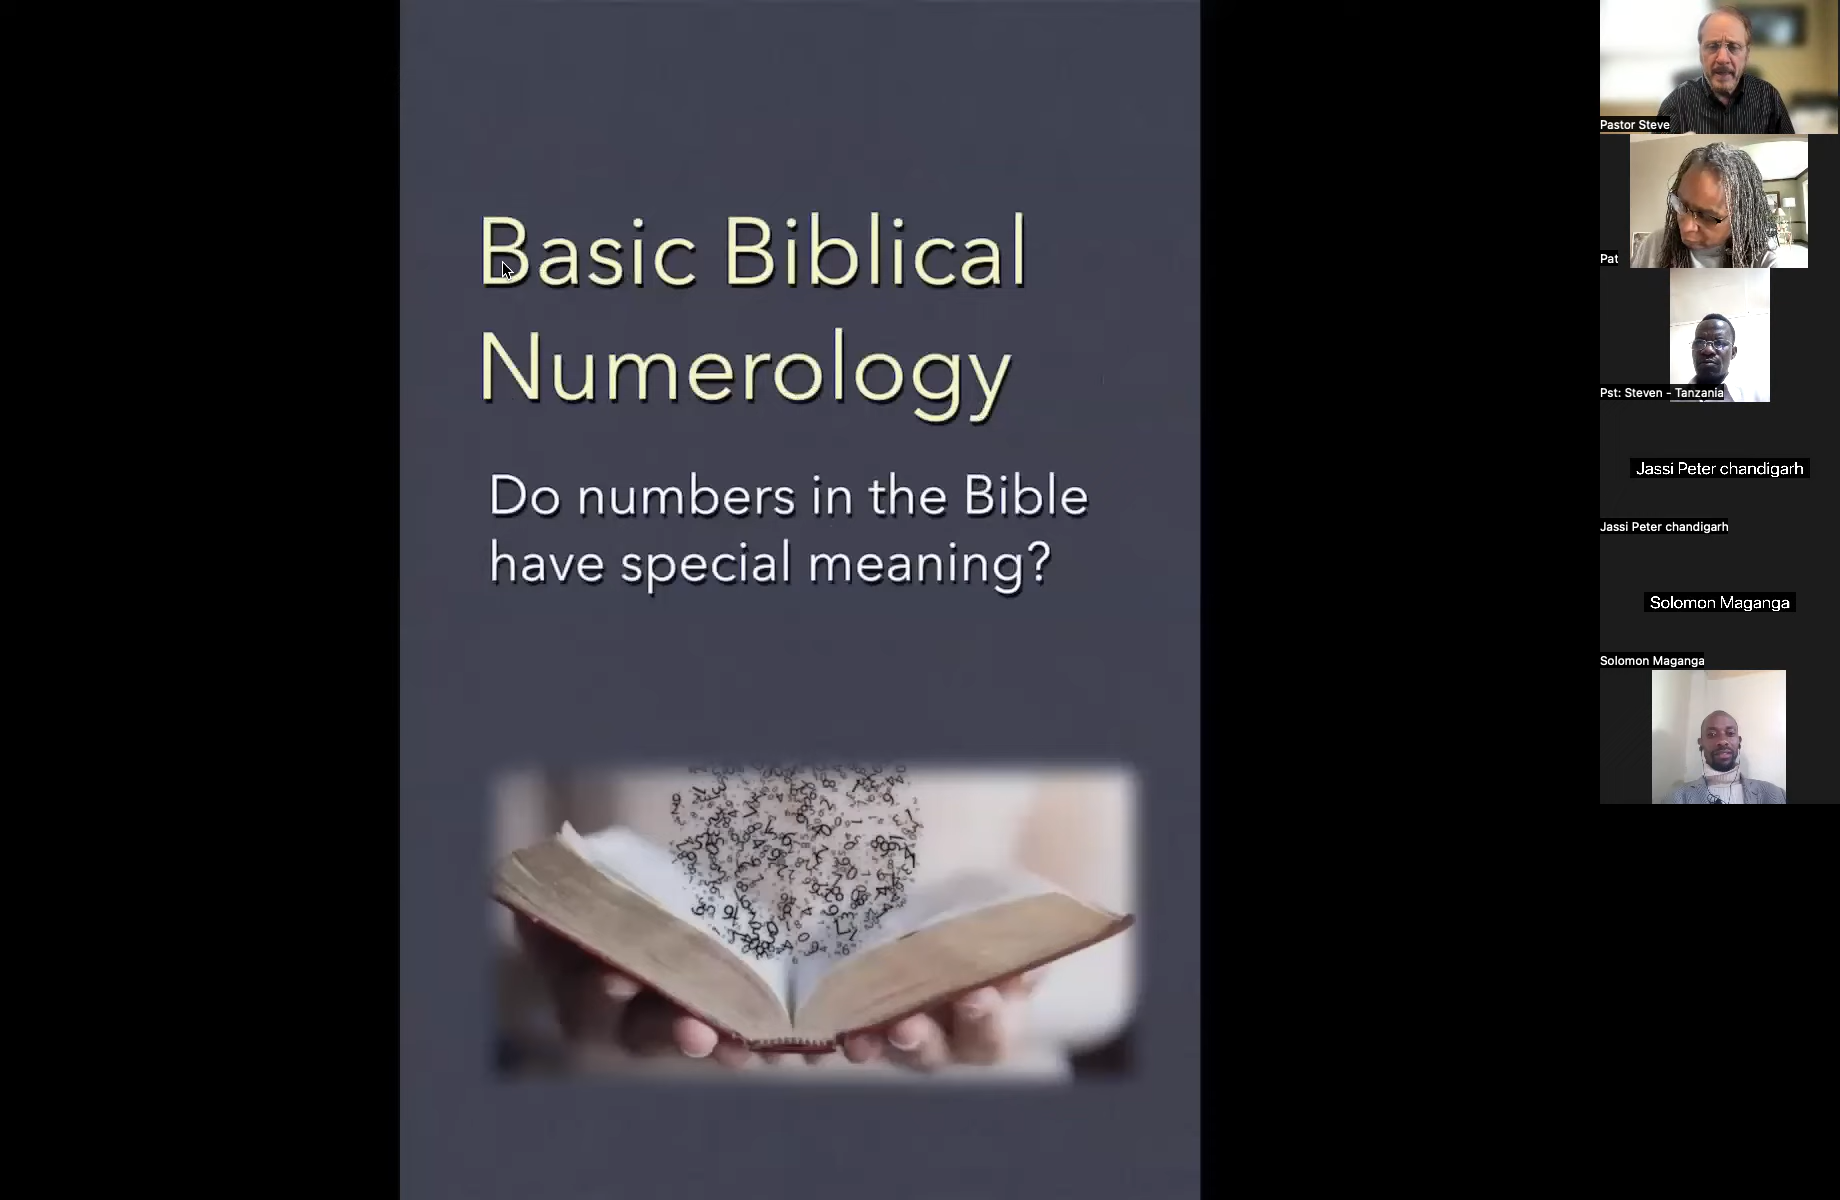 Basic Biblical
Numerology
Do numbers in the Bible
have special meaning?
Pastor Steve
Pat
Pst: Steven - Tanzania
Jassi Peter chandigarh
Jassi Peter chandigarh
Solomon Maganga
Solomon Maganga